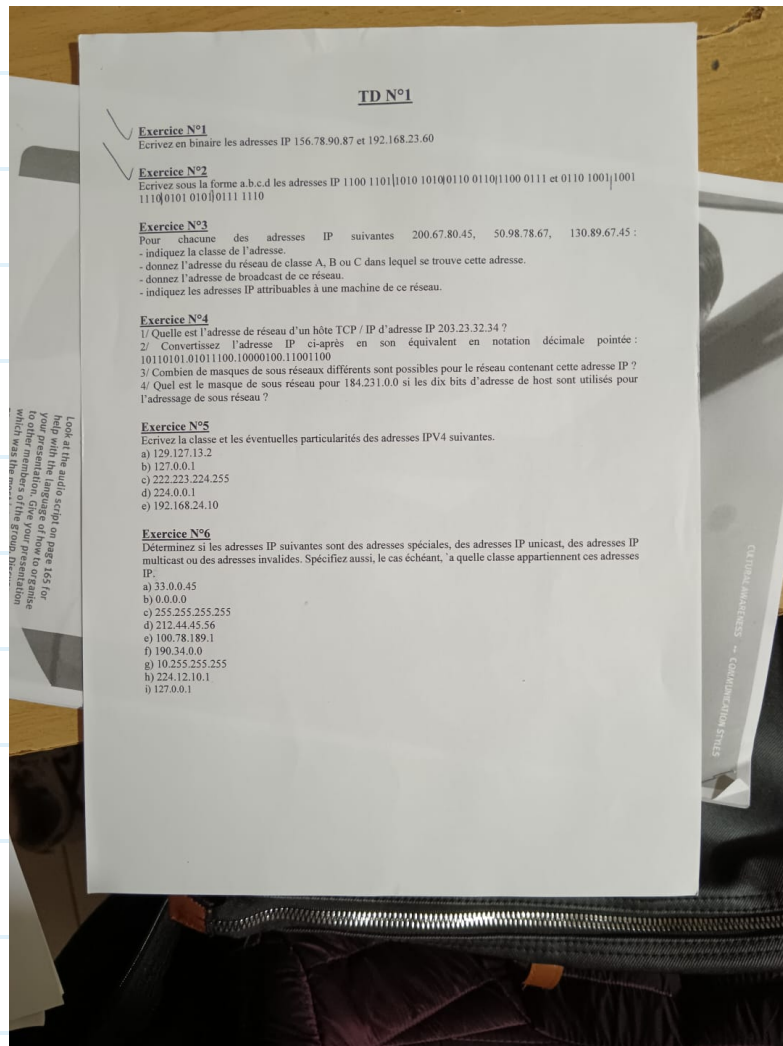 TD N°1
Exercice N°1
Ecrivez en binaire les adresses IP 156.78.90.87 et 192.168.23.60
Exercice N°2
Ecrivez sous la forme a.b.c.d les adresses IP 1100 1101 1010 1010 0110 0110 1100 0111 et 0110 1001 1001
1110 0101 0101 0111 1110
Exercice N°3
Pour chacune des adresses IP suivantes 200.67.80.45, 50.98.78.67, 130.89.67.45 :
- indiquez la classe de l'adresse.
- donnez l'adresse du réseau de classe A, B ou C dans lequel se trouve cette adresse.
- donnez l'adresse de broadcast de ce réseau.
- indiquez les adresses IP attribuables à une machine de ce réseau.
Exercice N°4
1/ Quelle est l'adresse de réseau d'un hôte TCP / IP d'adresse IP 203.23.32.34 ?
2/ Convertissez l'adresse IP ci-après en son équivalent en notation décimale pointée :
10110101.01011100.10000100.11001100
3/ Combien de masques de sous réseaux différents sont possibles pour le réseau contenant cette adresse IP ?
4/ Quel est le masque de sous réseau pour 184.231.0.0 si les dix bits d'adresse de host sont utilisés pour
l'adressage de sous réseau ?
Exercice N°5
Ecrivez la classe et les éventuelles particularités des adresses IPV4 suivantes.
a) 129.127.13.2
b) 127.0.0.1
c) 222.223.224.255
d) 224.0.0.1
e) 192.168.24.10
Exercice N°6
Déterminez si les adresses IP suivantes sont des adresses spéciales, des adresses IP unicast, des adresses IP
multicast ou des adresses invalides. Spécifiez aussi, le cas échéant, `a quelle classe appartiennent ces adresses
IP.
a) 33.0.0.45
b) 0.0.0.0
c) 255.255.255.255
d) 212.44.45.56
e) 100.78.189.1
f) 190.34.0.0
g) 10.255.255.255
h) 224.12.10.1
i) 127.0.0.1
Look at the audio script on page 165 for
help with the language of how to organise
your presentation. Give your presentation
to other members of the group. Discuss
which was the most
CULTURAL AWARENESS
COMMUNICATION STYLES